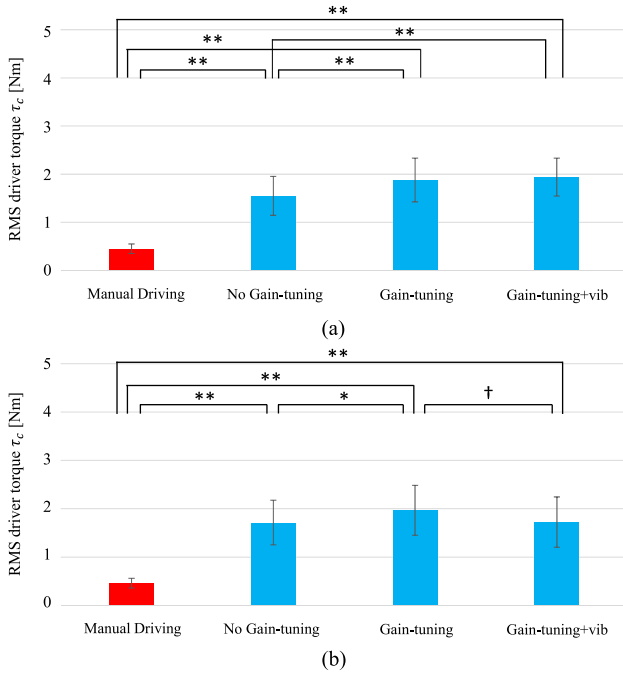 RMS driver torque τ_c [Nm]
5
4
3
2
1
0
**
**
**
**
**
Manual Driving
No Gain-tuning
Gain-tuning
Gain-tuning+vib
(a)
RMS driver torque τ_c [Nm]
5
4
3
2
1
0
**
**
**
*
†
Manual Driving
No Gain-tuning
Gain-tuning
Gain-tuning+vib
(b)